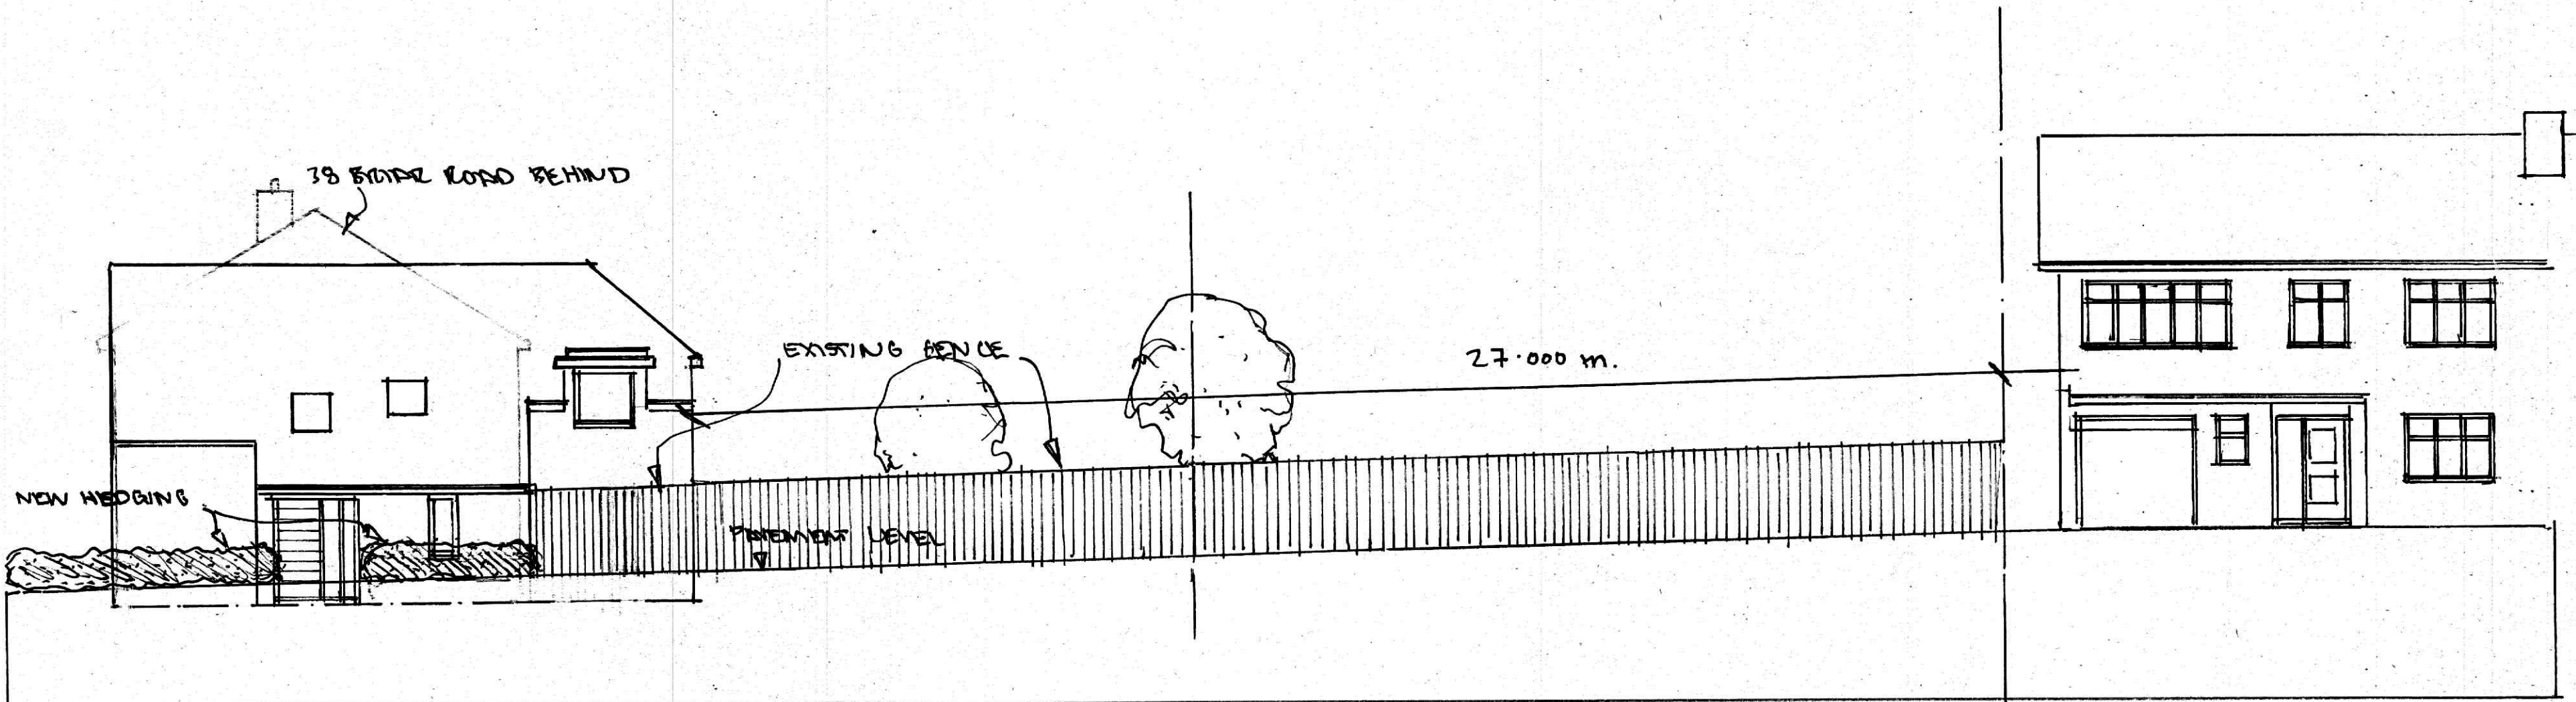 38 BRIAR ROAD BEHIND
EXISTING FENCE
27.000 m.
NEW HEDGING
PAVEMENT LEVEL